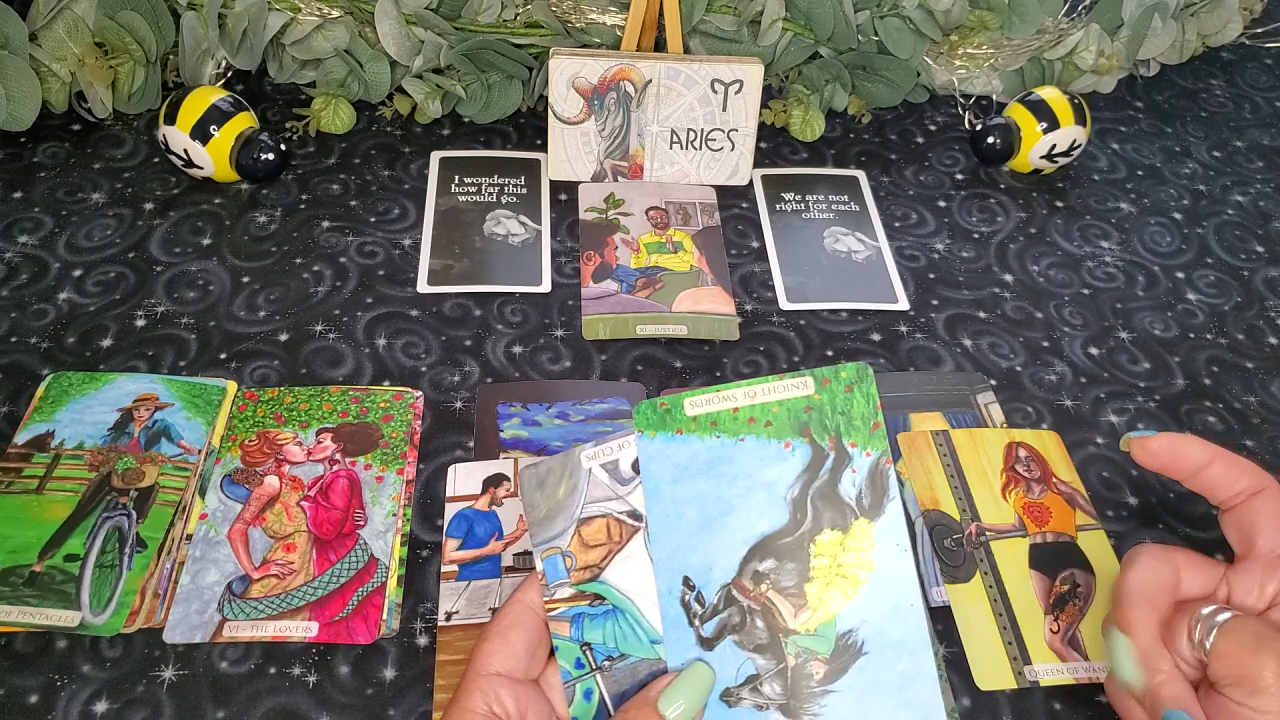 ARIES
I wondered
how far this
would go.
We are not
right for each
other.
XI - JUSTICE
KNIGHT OF SWORDS
OF CUPS
OF PENTACLES
VI - THE LOVERS
QUEEN OF WAN